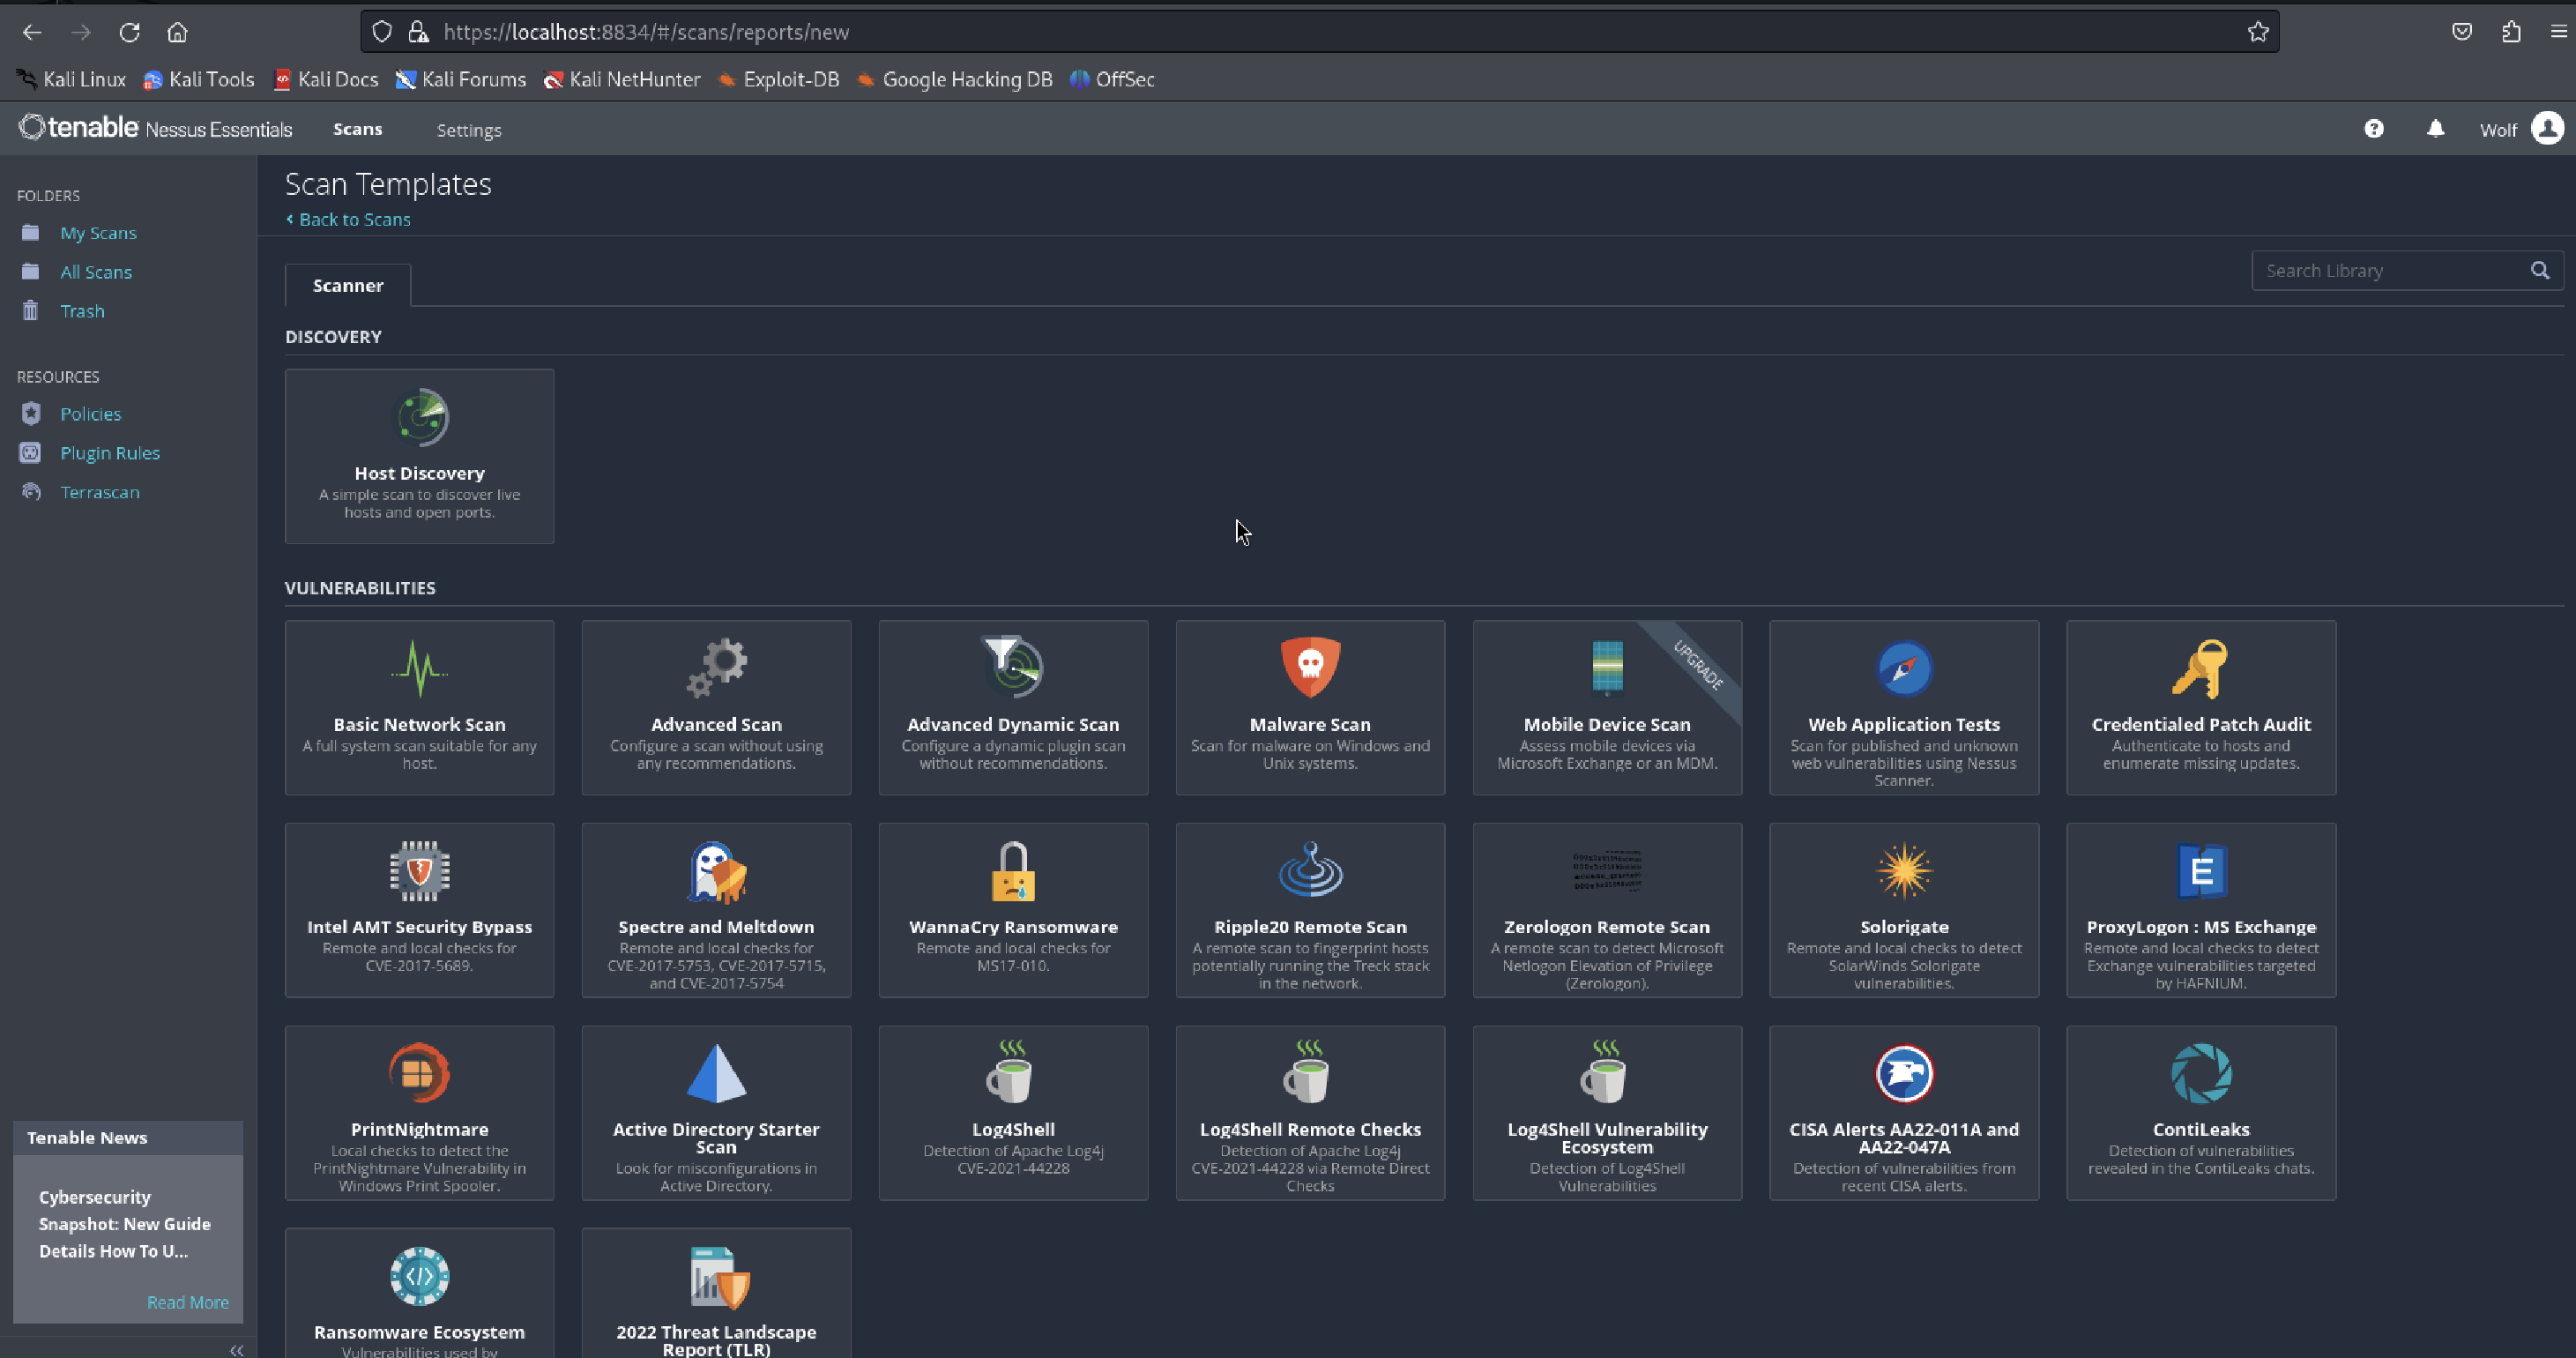 https://localhost:8834/#/scans/reports/new
Kali Linux Kali Tools Kali Docs Kali Forums Kali NetHunter Exploit-DB Google Hacking DB OffSec
tenable Nessus Essentials Scans Settings Wolf
FOLDERS
My Scans
All Scans
Trash
RESOURCES
Policies
Plugin Rules
Terrascan
Tenable News
Cybersecurity
Snapshot: New Guide
Details How To U...
Read More
Scan Templates
Back to Scans
Scanner
Search Library
DISCOVERY
Host Discovery
A simple scan to discover live
hosts and open ports.
VULNERABILITIES
Basic Network Scan
A full system scan suitable for any
host.
Advanced Scan
Configure a scan without using
any recommendations.
Advanced Dynamic Scan
Configure a dynamic plugin scan
without recommendations.
Malware Scan
Scan for malware on Windows and
Unix systems.
UPGRADE
Mobile Device Scan
Assess mobile devices via
Microsoft Exchange or an MDM.
Web Application Tests
Scan for published and unknown
web vulnerabilities using Nessus
Scanner.
Credentialed Patch Audit
Authenticate to hosts and
enumerate missing updates.
Intel AMT Security Bypass
Remote and local checks for
CVE-2017-5689.
Spectre and Meltdown
Remote and local checks for
CVE-2017-5753, CVE-2017-5715,
and CVE-2017-5754
WannaCry Ransomware
Remote and local checks for
MS17-010.
Ripple20 Remote Scan
A remote scan to fingerprint hosts
potentially running the Treck stack
in the network.
Zerologon Remote Scan
A remote scan to detect Microsoft
Netlogon Elevation of Privilege
(Zerologon).
Solorigate
Remote and local checks to detect
SolarWinds Solorigate
vulnerabilities.
E
ProxyLogon : MS Exchange
Remote and local checks to detect
Exchange vulnerabilities targeted
by HAFNIUM.
PrintNightmare
Local checks to detect the
PrintNightmare Vulnerability in
Windows Print Spooler.
Active Directory Starter
Scan
Look for misconfigurations in
Active Directory.
Log4Shell
Detection of Apache Log4j
CVE-2021-44228
Log4Shell Remote Checks
Detection of Apache Log4j
CVE-2021-44228 via Remote Direct
Checks
Log4Shell Vulnerability
Ecosystem
Detection of Log4Shell
Vulnerabilities
CISA Alerts AA22-011A and
AA22-047A
Detection of vulnerabilities from
recent CISA alerts.
ContiLeaks
Detection of vulnerabilities
revealed in the ContiLeaks chats.
Ransomware Ecosystem
Vulnerabilities used by
2022 Threat Landscape
Report (TLR)